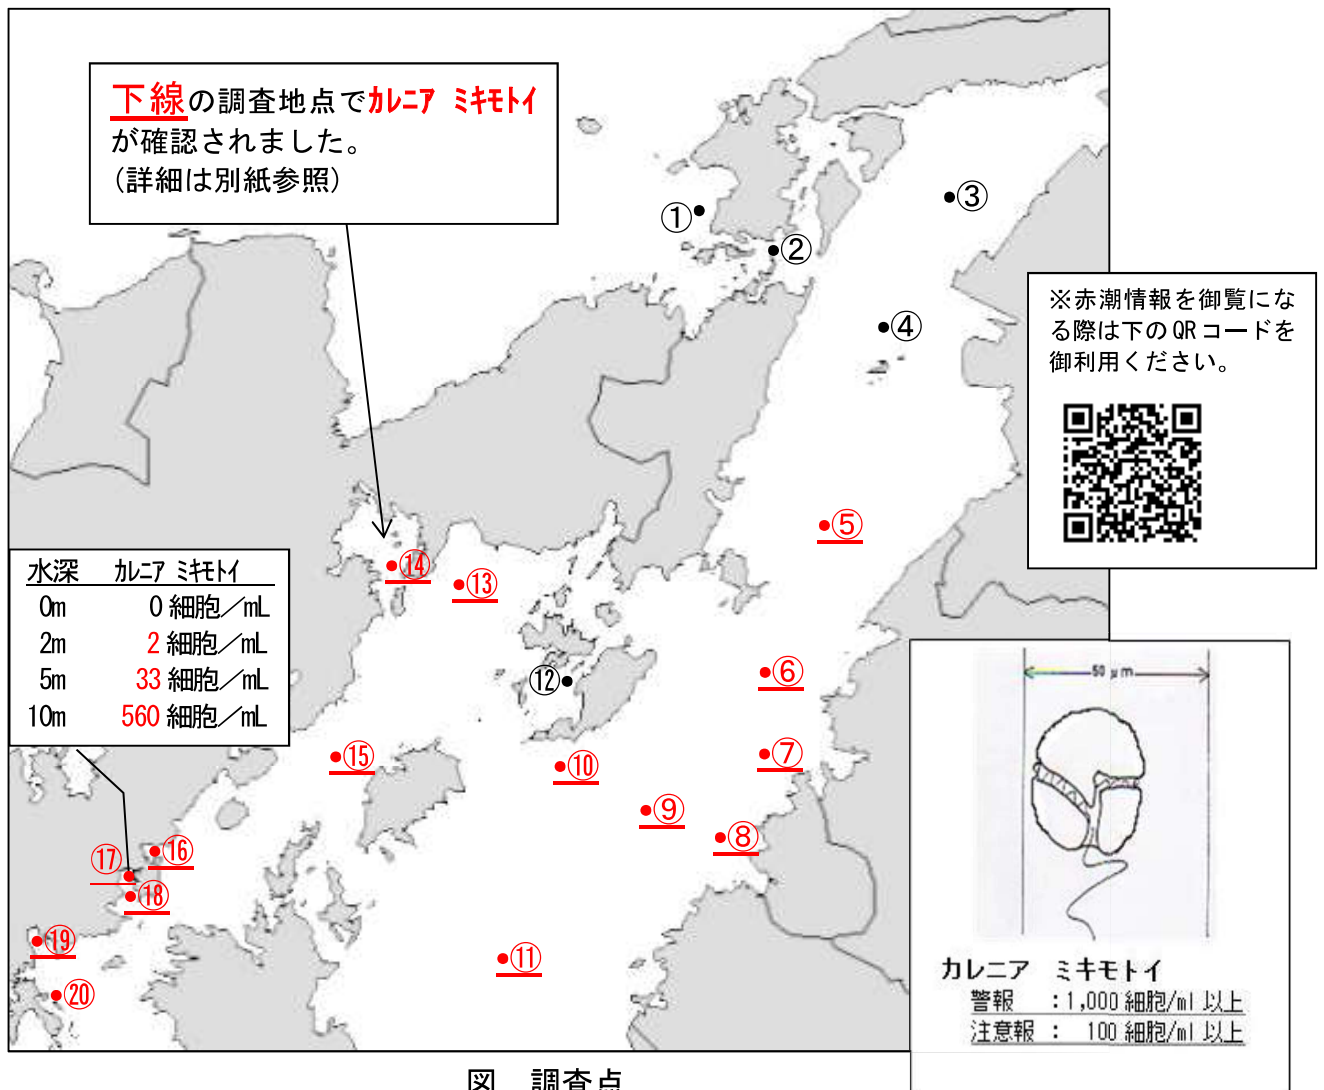 下線の調査地点でｶﾚﾆｱ ﾐｷﾓﾄｲ
が確認されました。
(詳細は別紙参照)
①
②
③
④
※赤潮情報を御覧にな
る際は下のQRコードを
御利用ください。
⑤
⑥
⑦
⑧
⑨
⑩
⑪
⑫
⑬
⑭
⑮
⑯
⑰
⑱
⑲
⑳
水深 ｶﾚﾆｱ ﾐｷﾓﾄｲ
0m 0 細胞／mL
2m 2 細胞／mL
5m 33 細胞／mL
10m 560 細胞／mL
50 μm
カレニア ミキモトイ
警報 :1,000 細胞/ml 以上
注意報 : 100 細胞/ml 以上
図 調査点